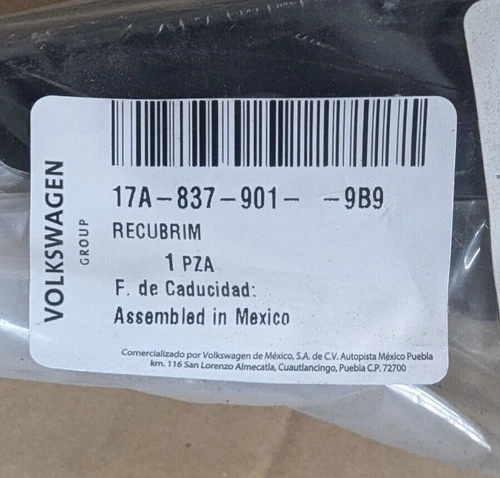 VOLKSWAGEN
GROUP
17A-837-901- -9B9
RECUBRIM
1 PZA
F. de Caducidad:
Assembled in Mexico
Comercializado por Volkswagen de México, S.A. de C.V. Autopista México Puebla
km. 116 San Lorenzo Almecatla, Cuautlancingo, Puebla C.P. 72700